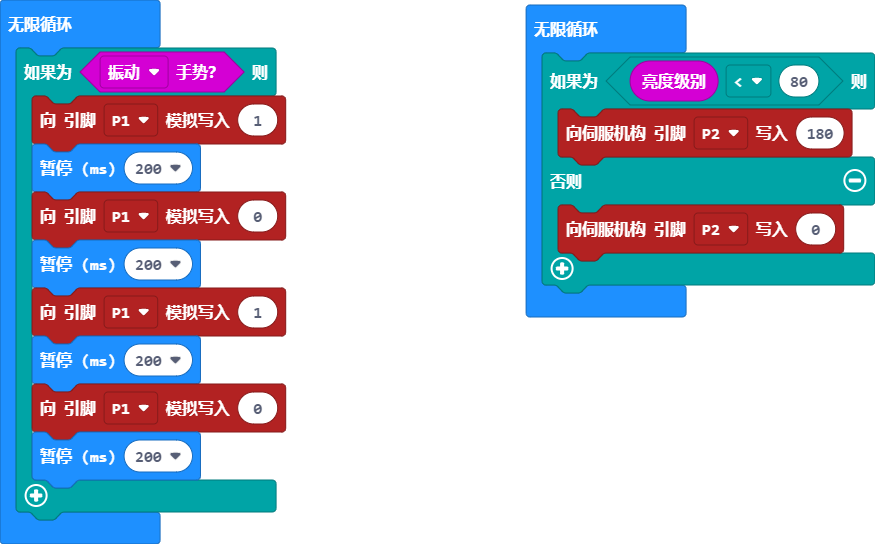 无限循环
如果为 振动 手势? 则
向 引脚 P1 模拟写入 1
暂停 (ms) 200
向 引脚 P1 模拟写入 0
暂停 (ms) 200
向 引脚 P1 模拟写入 1
暂停 (ms) 200
向 引脚 P1 模拟写入 0
暂停 (ms) 200
无限循环
如果为 亮度级别 < 80 则
向伺服机构 引脚 P2 写入 180
否则
向伺服机构 引脚 P2 写入 0